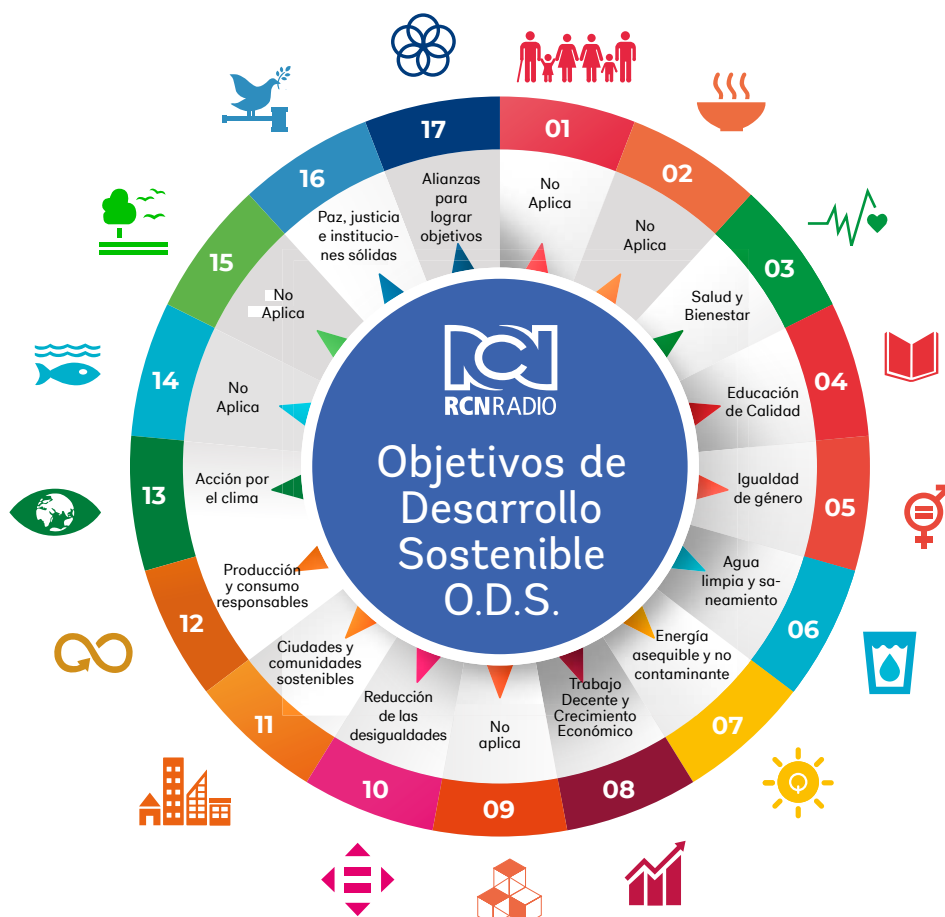 RCN
RCN RADIO
Objetivos de
Desarrollo
Sostenible
O.D.S.
01
No
Aplica
02
No
Aplica
03
Salud y
Bienestar
04
Educación
de Calidad
05
Igualdad
de género
06
Agua
limpia y sa-
neamiento
07
Energía
asequible y no
contaminante
08
Trabajo
Decente y
Crecimiento
Económico
09
No
aplica
10
Reducción
de las
desigualdades
11
Ciudades y
comunidades
sostenibles
12
Producción
y consumo
responsables
13
Acción por
el clima
14
No
Aplica
15
No
Aplica
16
Paz, justicia
e institucio-
nes sólidas
17
Alianzas
para
lograr
objetivos